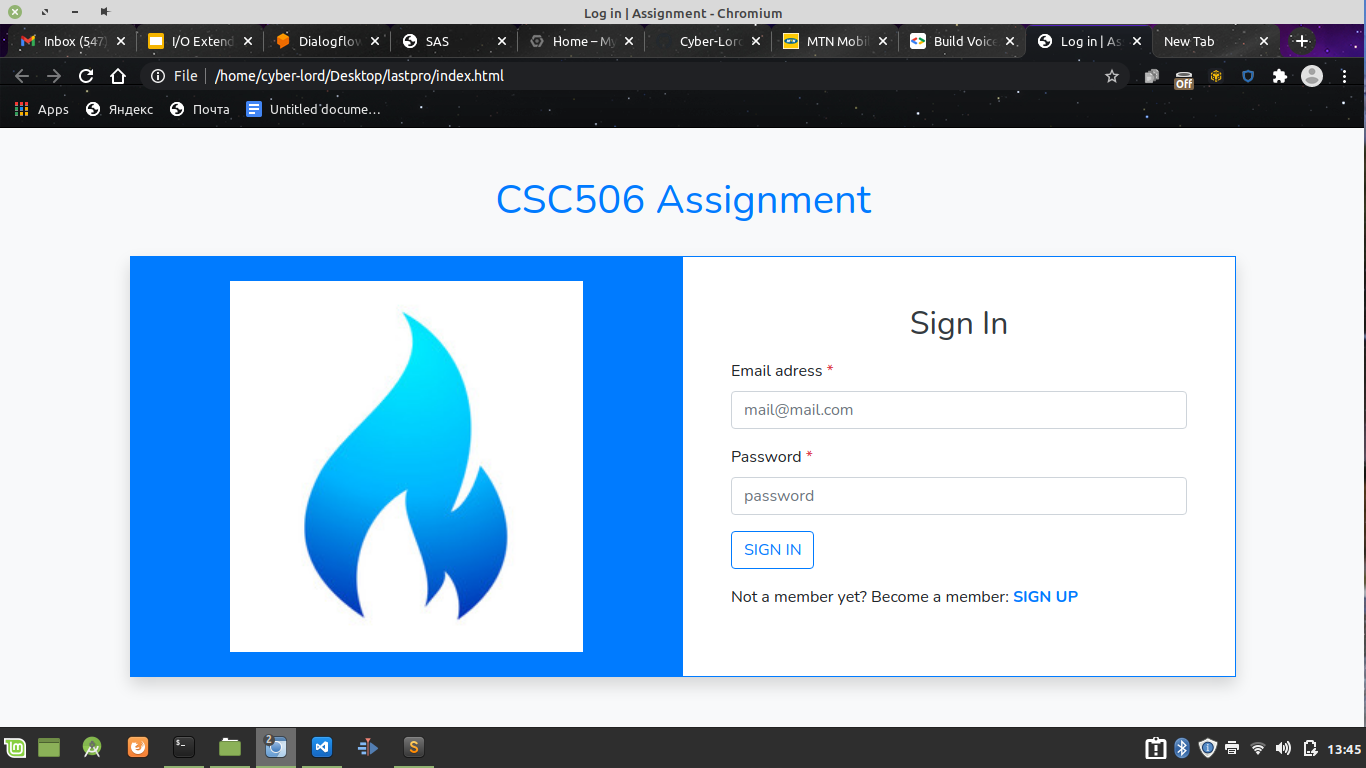 Log in | Assignment - Chromium
Inbox (547)
I/O Extend
Dialogflow
SAS
Home – My
Cyber-Lord
MTN Mobil
Build Voice
Log in | As
New Tab
File
/home/cyber-lord/Desktop/lastpro/index.html
Off
Apps
Яндекс
Почта
Untitled docume...
CSC506 Assignment
Sign In
Email adress *
mail@mail.com
Password *
password
SIGN IN
Not a member yet? Become a member: SIGN UP
2
S
13:45